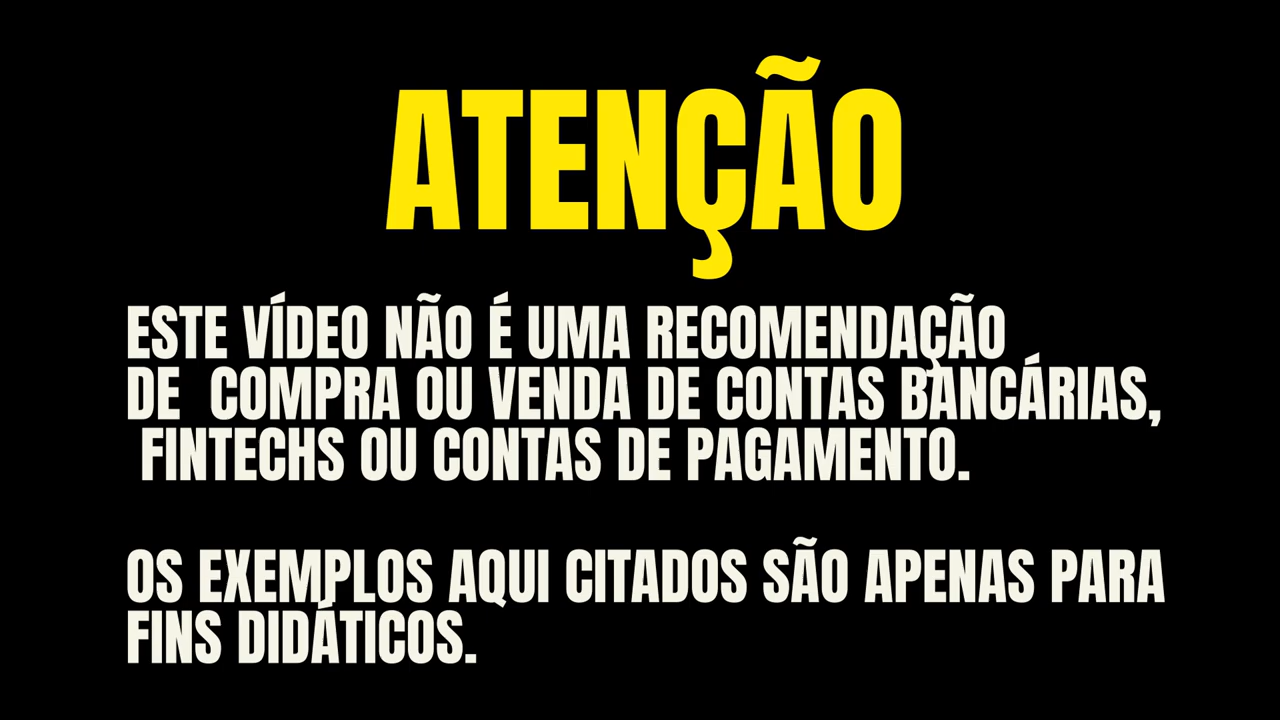 ATENÇÃO
ESTE VÍDEO NÃO É UMA RECOMENDAÇÃO
DE COMPRA OU VENDA DE CONTAS BANCÁRIAS,
FINTECHS OU CONTAS DE PAGAMENTO.
OS EXEMPLOS AQUI CITADOS SÃO APENAS PARA
FINS DIDÁTICOS.